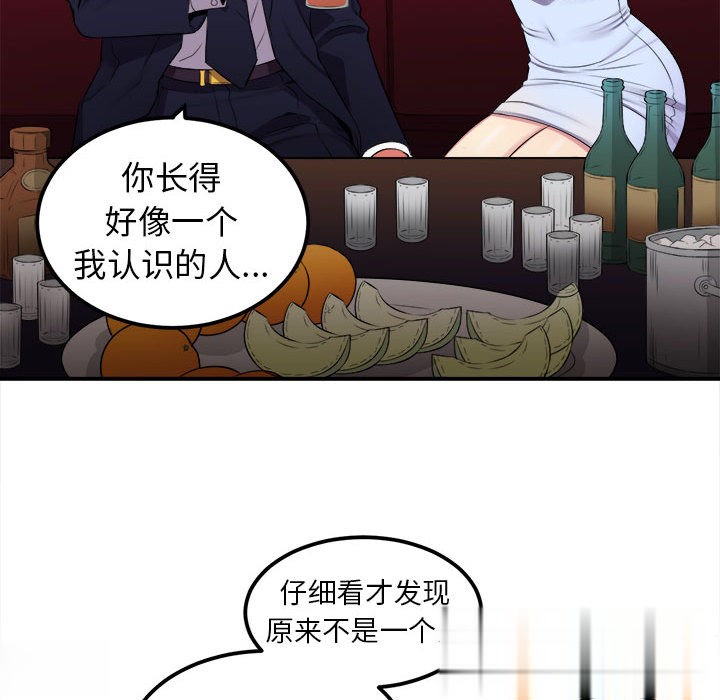 你长得
好像一个
我认识的人...
仔细看才发现
原来不是一个